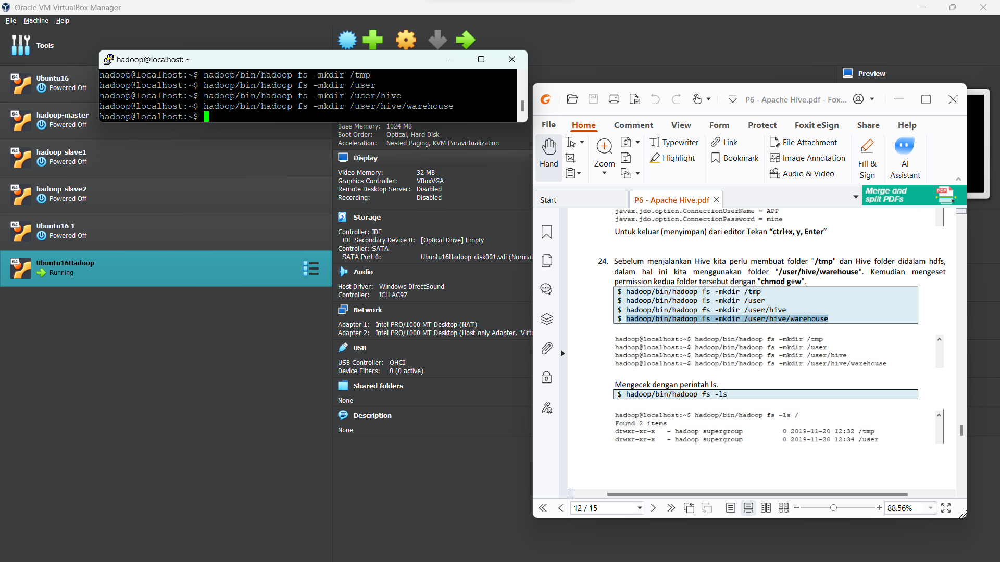 Oracle VM VirtualBox Manager
File Machine Help
Tools
Ubuntu16
Powered Off
hadoop-master
Powered Off
hadoop-slave1
Powered Off
hadoop-slave2
Powered Off
Ubuntu16 1
Powered Off
Ubuntu16Hadoop
Running
hadoop@localhost: ~
hadoop@localhost:~$ hadoop/bin/hadoop fs -mkdir /tmp
hadoop@localhost:~$ hadoop/bin/hadoop fs -mkdir /user
hadoop@localhost:~$ hadoop/bin/hadoop fs -mkdir /user/hive
hadoop@localhost:~$ hadoop/bin/hadoop fs -mkdir /user/hive/warehouse
hadoop@localhost:~$
Base Memory: 1024 MB
Boot Order: Optical, Hard Disk
Acceleration: Nested Paging, KVM Paravirtualization
Display
Video Memory: 32 MB
Graphics Controller: VBoxVGA
Remote Desktop Server: Disabled
Recording: Disabled
Storage
Controller: IDE
IDE Secondary Device 0: [Optical Drive] Empty
Controller: SATA
SATA Port 0: Ubuntu16Hadoop-disk001.vdi (Normal
Audio
Host Driver: Windows DirectSound
Controller: ICH AC97
Network
Adapter 1: Intel PRO/1000 MT Desktop (NAT)
Adapter 2: Intel PRO/1000 MT Desktop (Host-only Adapter, 'Virtu
USB
USB Controller: OHCI
Device Filters: 0 (0 active)
Shared folders
None
Description
None
Preview
P6 - Apache Hive.pdf - Fox...
File Home Comment View Form Protect Foxit eSign Share Help
Hand
Zoom
Typewriter
Highlight
Link
Bookmark
File Attachment
Image Annotation
Audio & Video
Fill &
Sign
AI
Assistant
Start
P6 - Apache Hive.pdf
Merge and
split PDFs
PDF
javax.jdo.option.ConnectionUserName = APP
javax.jdo.option.ConnectionPassword = mine
Untuk keluar (menyimpan) dari editor Tekan “ctrl+x, y, Enter”
24. Sebelum menjalankan Hive kita perlu membuat folder "/tmp" dan Hive folder didalam hdfs,
dalam hal ini kita menggunakan folder "/user/hive/warehouse". Kemudian mengeset
permission kedua folder tersebut dengan "chmod g+w".
$ hadoop/bin/hadoop fs -mkdir /tmp
$ hadoop/bin/hadoop fs -mkdir /user
$ hadoop/bin/hadoop fs -mkdir /user/hive
$ hadoop/bin/hadoop fs -mkdir /user/hive/warehouse
hadoop@localhost:~$ hadoop/bin/hadoop fs -mkdir /tmp
hadoop@localhost:~$ hadoop/bin/hadoop fs -mkdir /user
hadoop@localhost:~$ hadoop/bin/hadoop fs -mkdir /user/hive
hadoop@localhost:~$ hadoop/bin/hadoop fs -mkdir /user/hive/warehouse
Mengecek dengan perintah ls.
$ hadoop/bin/hadoop fs -ls
hadoop@localhost:~$ hadoop/bin/hadoop fs -ls /
Found 2 items
drwxr-xr-x - hadoop supergroup 0 2019-11-20 12:32 /tmp
drwxr-xr-x - hadoop supergroup 0 2019-11-20 12:34 /user
12 / 15
88.56%